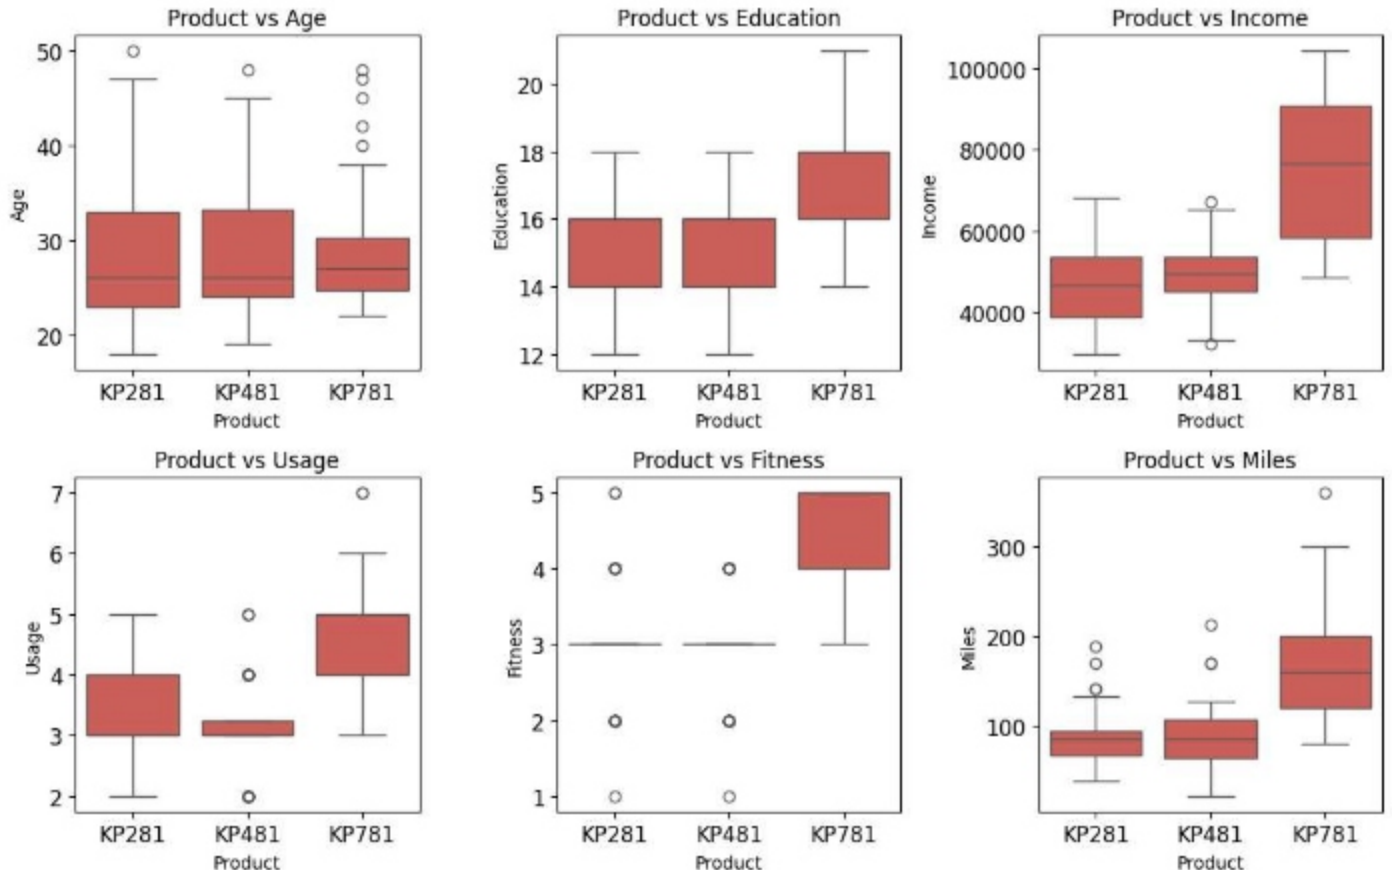 Product vs Age
50
40
30
20
Age
KP281 KP481 KP781
Product
Product vs Education
20
18
16
14
12
Education
KP281 KP481 KP781
Product
Product vs Income
100000
80000
60000
40000
Income
KP281 KP481 KP781
Product
Product vs Usage
7
6
5
4
3
2
Usage
KP281 KP481 KP781
Product
Product vs Fitness
5
4
3
2
1
Fitness
KP281 KP481 KP781
Product
Product vs Miles
300
200
100
Miles
KP281 KP481 KP781
Product